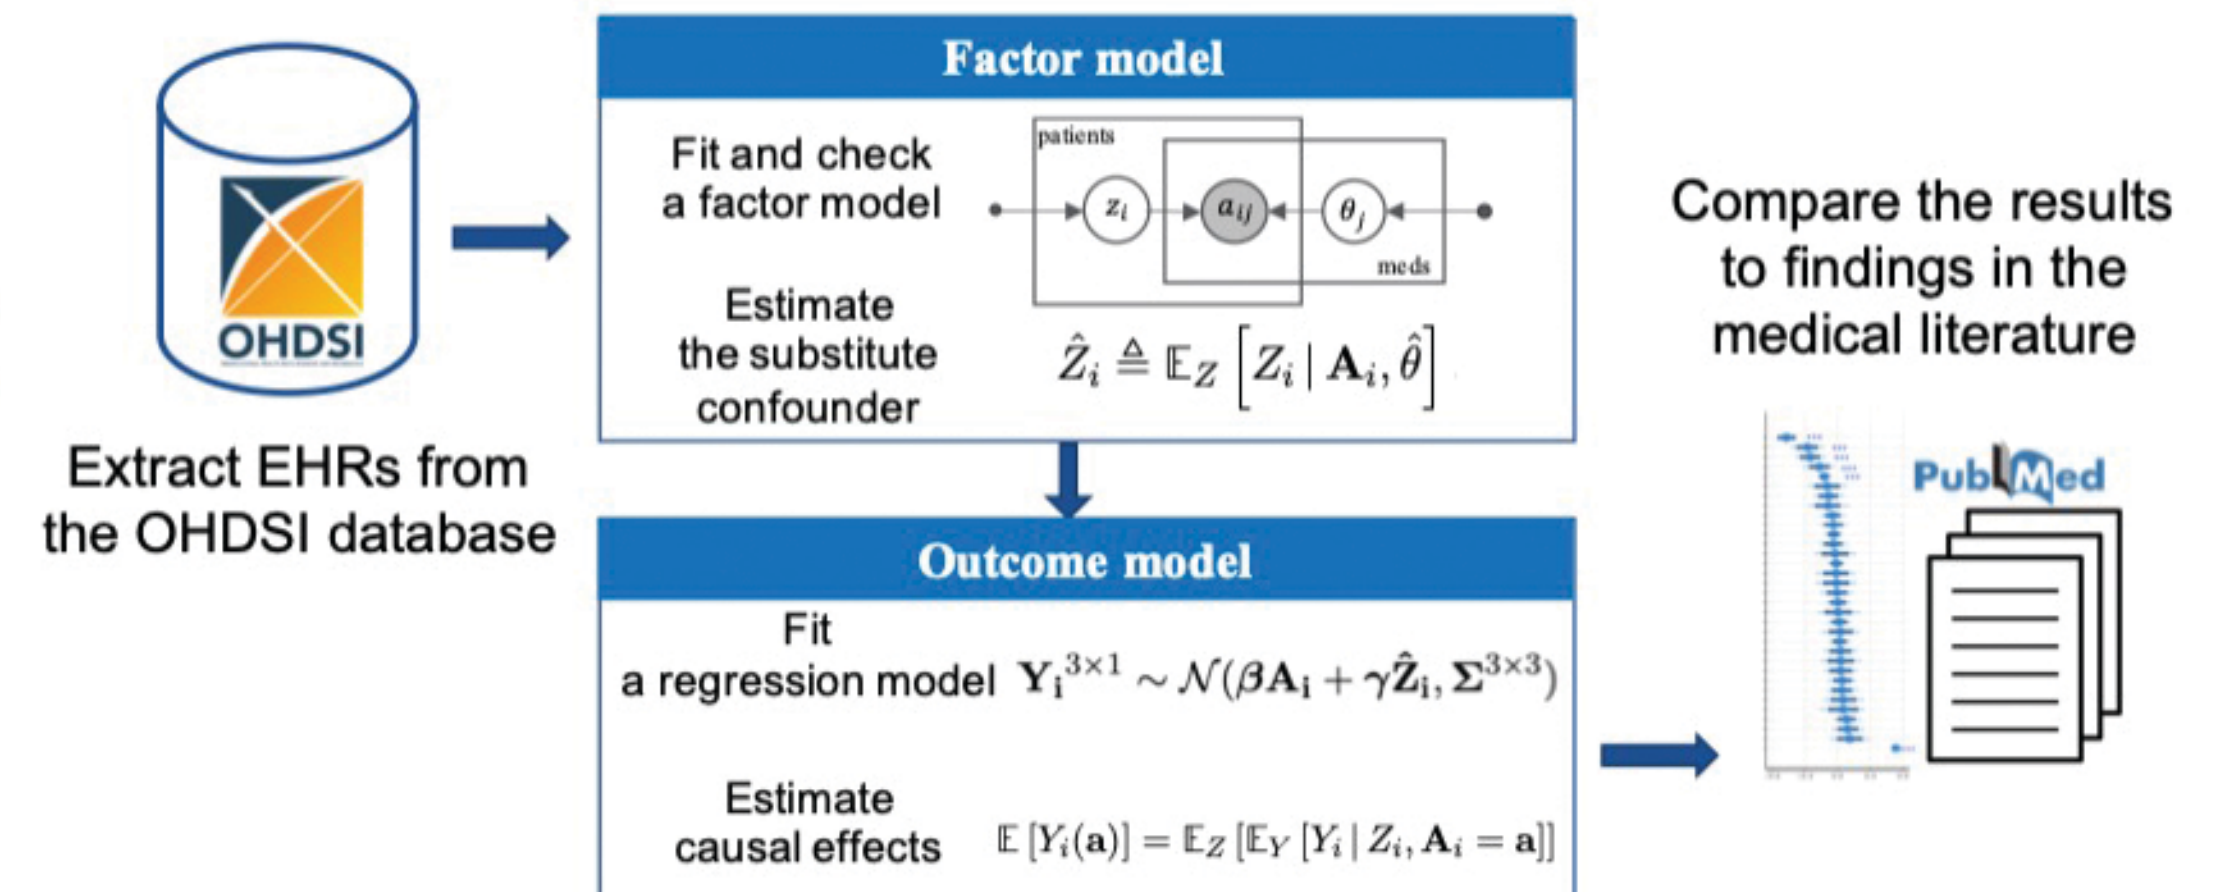 OHDSI
Extract EHRs from
the OHDSI database
Factor model
Fit and check
a factor model
patients
z_i
a_{ij}
θ_j
meds
Estimate
the substitute
confounder
Ẑ_i ≜ 𝔼_Z [Z_i | A_i, θ̂]
Outcome model
Fit
a regression model
Y_i^{3×1} ~ 𝒩(βA_i + γẐ_i, Σ^{3×3})
Estimate
causal effects
𝔼 [Y_i(a)] = 𝔼_Z [𝔼_Y [Y_i | Z_i, A_i = a]]
Compare the results
to findings in the
medical literature
PubMed